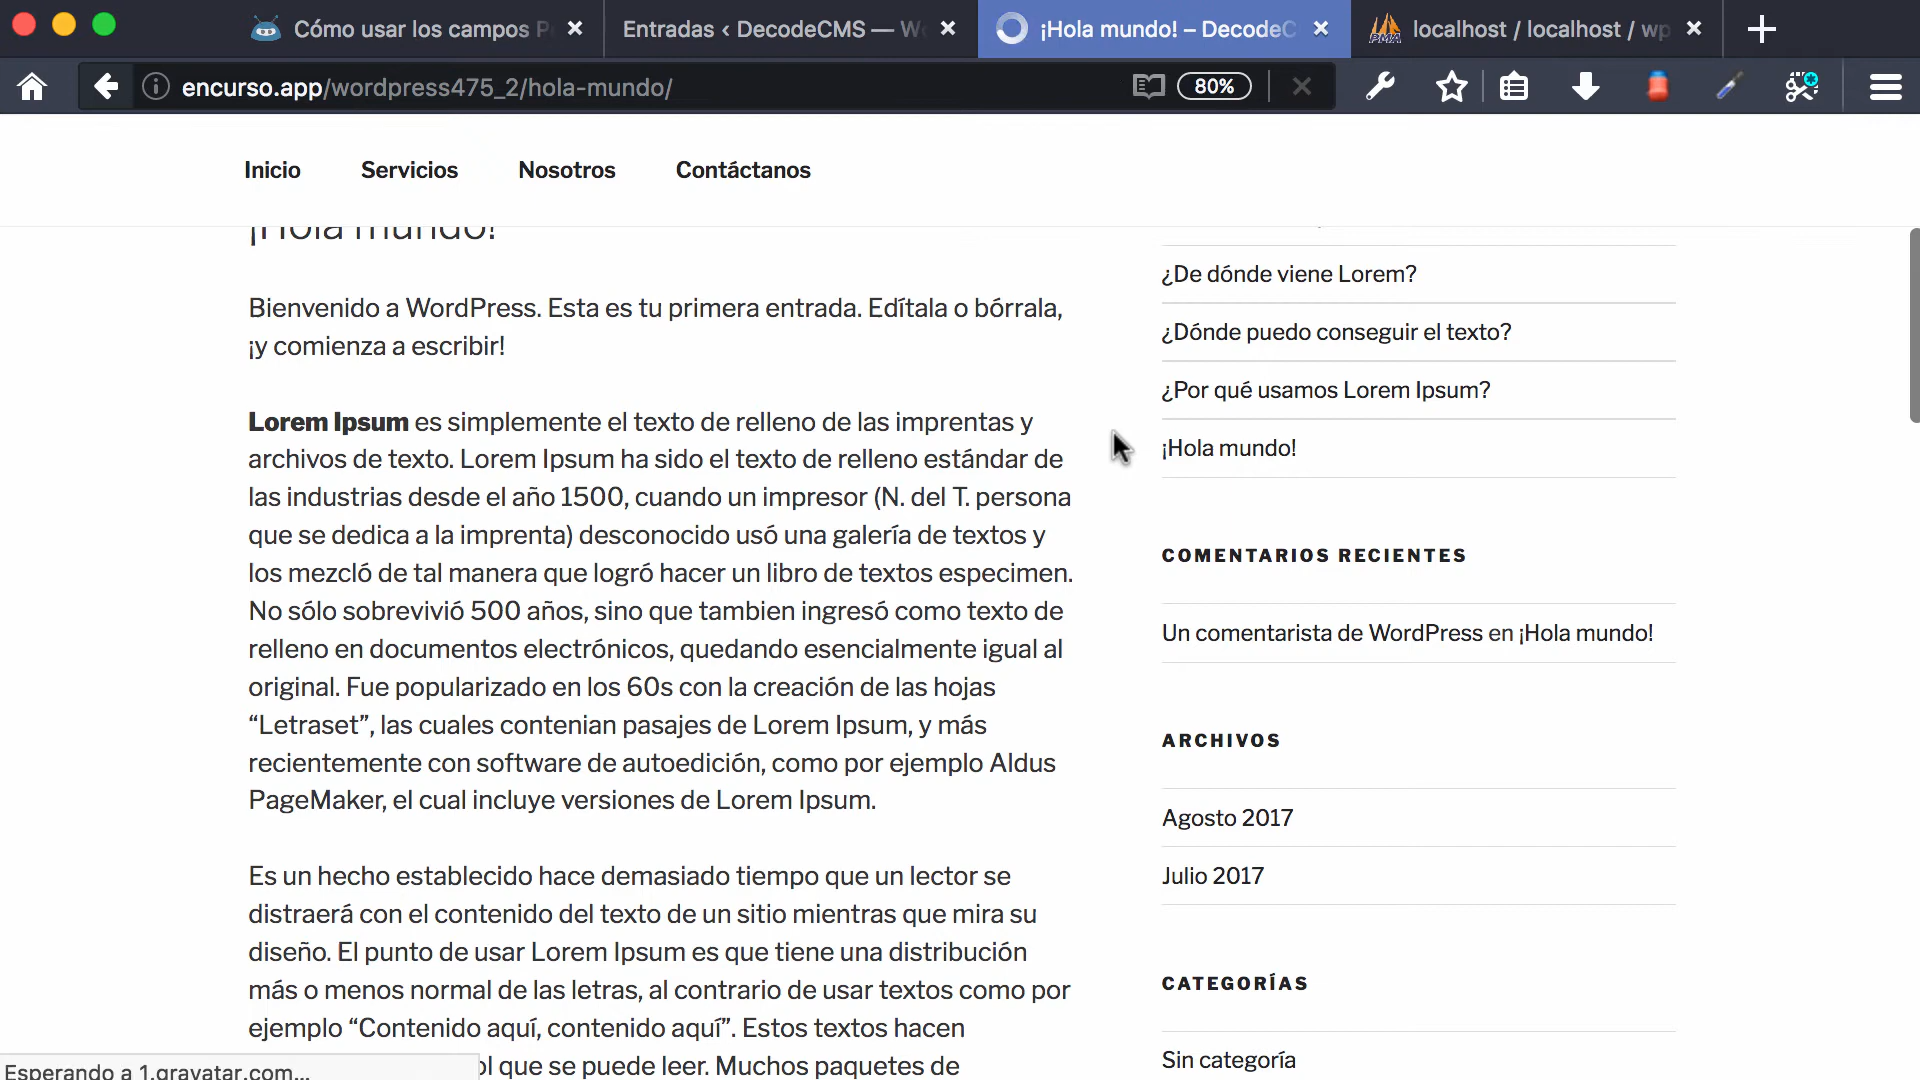 Cómo usar los campos P
Entradas ‹ DecodeCMS — W
¡Hola mundo! – DecodeC
localhost / localhost / wp
encurso.app/wordpress475_2/hola-mundo/
80%
Inicio
Servicios
Nosotros
Contáctanos
¡Hola mundo!
Bienvenido a WordPress. Esta es tu primera entrada. Edítala o bórrala,
¡y comienza a escribir!
Lorem Ipsum es simplemente el texto de relleno de las imprentas y
archivos de texto. Lorem Ipsum ha sido el texto de relleno estándar de
las industrias desde el año 1500, cuando un impresor (N. del T. persona
que se dedica a la imprenta) desconocido usó una galería de textos y
los mezcló de tal manera que logró hacer un libro de textos especimen.
No sólo sobrevivió 500 años, sino que tambien ingresó como texto de
relleno en documentos electrónicos, quedando esencialmente igual al
original. Fue popularizado en los 60s con la creación de las hojas
“Letraset”, las cuales contenian pasajes de Lorem Ipsum, y más
recientemente con software de autoedición, como por ejemplo Aldus
PageMaker, el cual incluye versiones de Lorem Ipsum.
Es un hecho establecido hace demasiado tiempo que un lector se
distraerá con el contenido del texto de un sitio mientras que mira su
diseño. El punto de usar Lorem Ipsum es que tiene una distribución
más o menos normal de las letras, al contrario de usar textos como por
ejemplo “Contenido aquí, contenido aquí”. Estos textos hacen
que se puede leer. Muchos paquetes de
¿De dónde viene Lorem?
¿Dónde puedo conseguir el texto?
¿Por qué usamos Lorem Ipsum?
¡Hola mundo!
COMENTARIOS RECIENTES
Un comentarista de WordPress en ¡Hola mundo!
ARCHIVOS
Agosto 2017
Julio 2017
CATEGORÍAS
Sin categoría
Esperando a 1.gravatar.com...